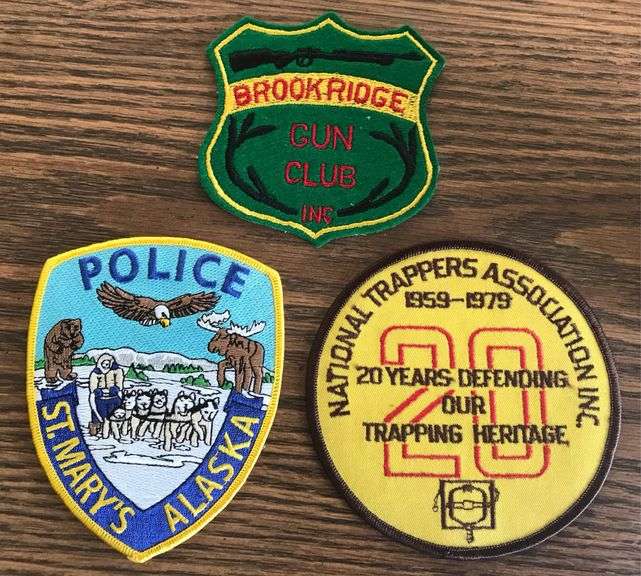 BROOKRIDGE
GUN
CLUB
INC
POLICE
ST. MARY'S
ALASKA
NATIONAL TRAPPERS ASSOCIATION INC.
1959-1979
20
20 YEARS DEFENDING
OUR
TRAPPING HERITAGE